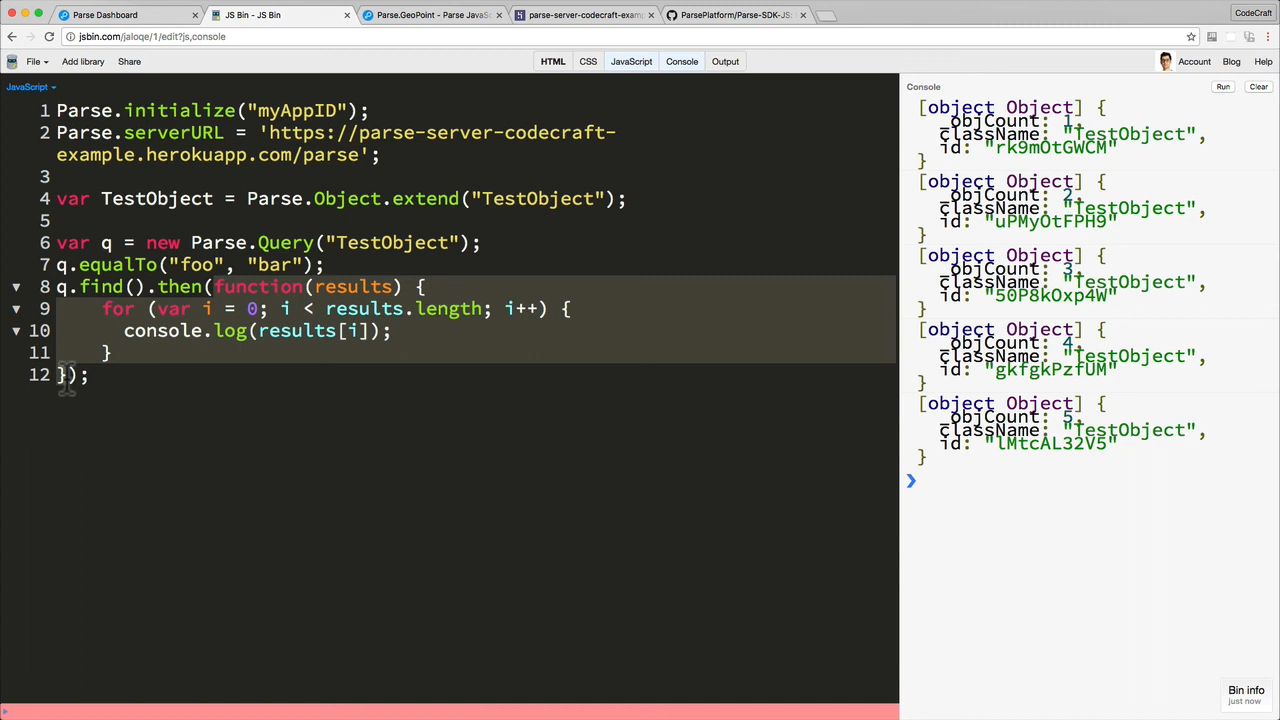 CodeCraft
Parse Dashboard
JS Bin - JS Bin
Parse.GeoPoint - Parse JavaS
parse-server-codecraft-exam
ParsePlatform/Parse-SDK-JS:
jsbin.com/jaloqe/1/edit?js,console
File
Add library
Share
HTML
CSS
JavaScript
Console
Output
Account
Blog
Help
JavaScript
1 Parse.initialize("myAppID");
2 Parse.serverURL = 'https://parse-server-codecraft-
example.herokuapp.com/parse';
3
4 var TestObject = Parse.Object.extend("TestObject");
5
6 var q = new Parse.Query("TestObject");
7 q.equalTo("foo", "bar");
8 q.find().then(function(results) {
9 for (var i = 0; i < results.length; i++) {
10 console.log(results[i]);
11 }
12 });
Console
Run
Clear
[object Object] {
_objCount: 1,
className: "TestObject",
id: "rk9mOtGWCM"
}
[object Object] {
_objCount: 2,
className: "TestObject",
id: "uPMyOtFPH9"
}
[object Object] {
_objCount: 3,
className: "TestObject",
id: "50P8kOxp4W"
}
[object Object] {
_objCount: 4,
className: "TestObject",
id: "gkfgkPzfUM"
}
[object Object] {
_objCount: 5,
className: "TestObject",
id: "lMtcAL32V5"
}
Bin info
just now